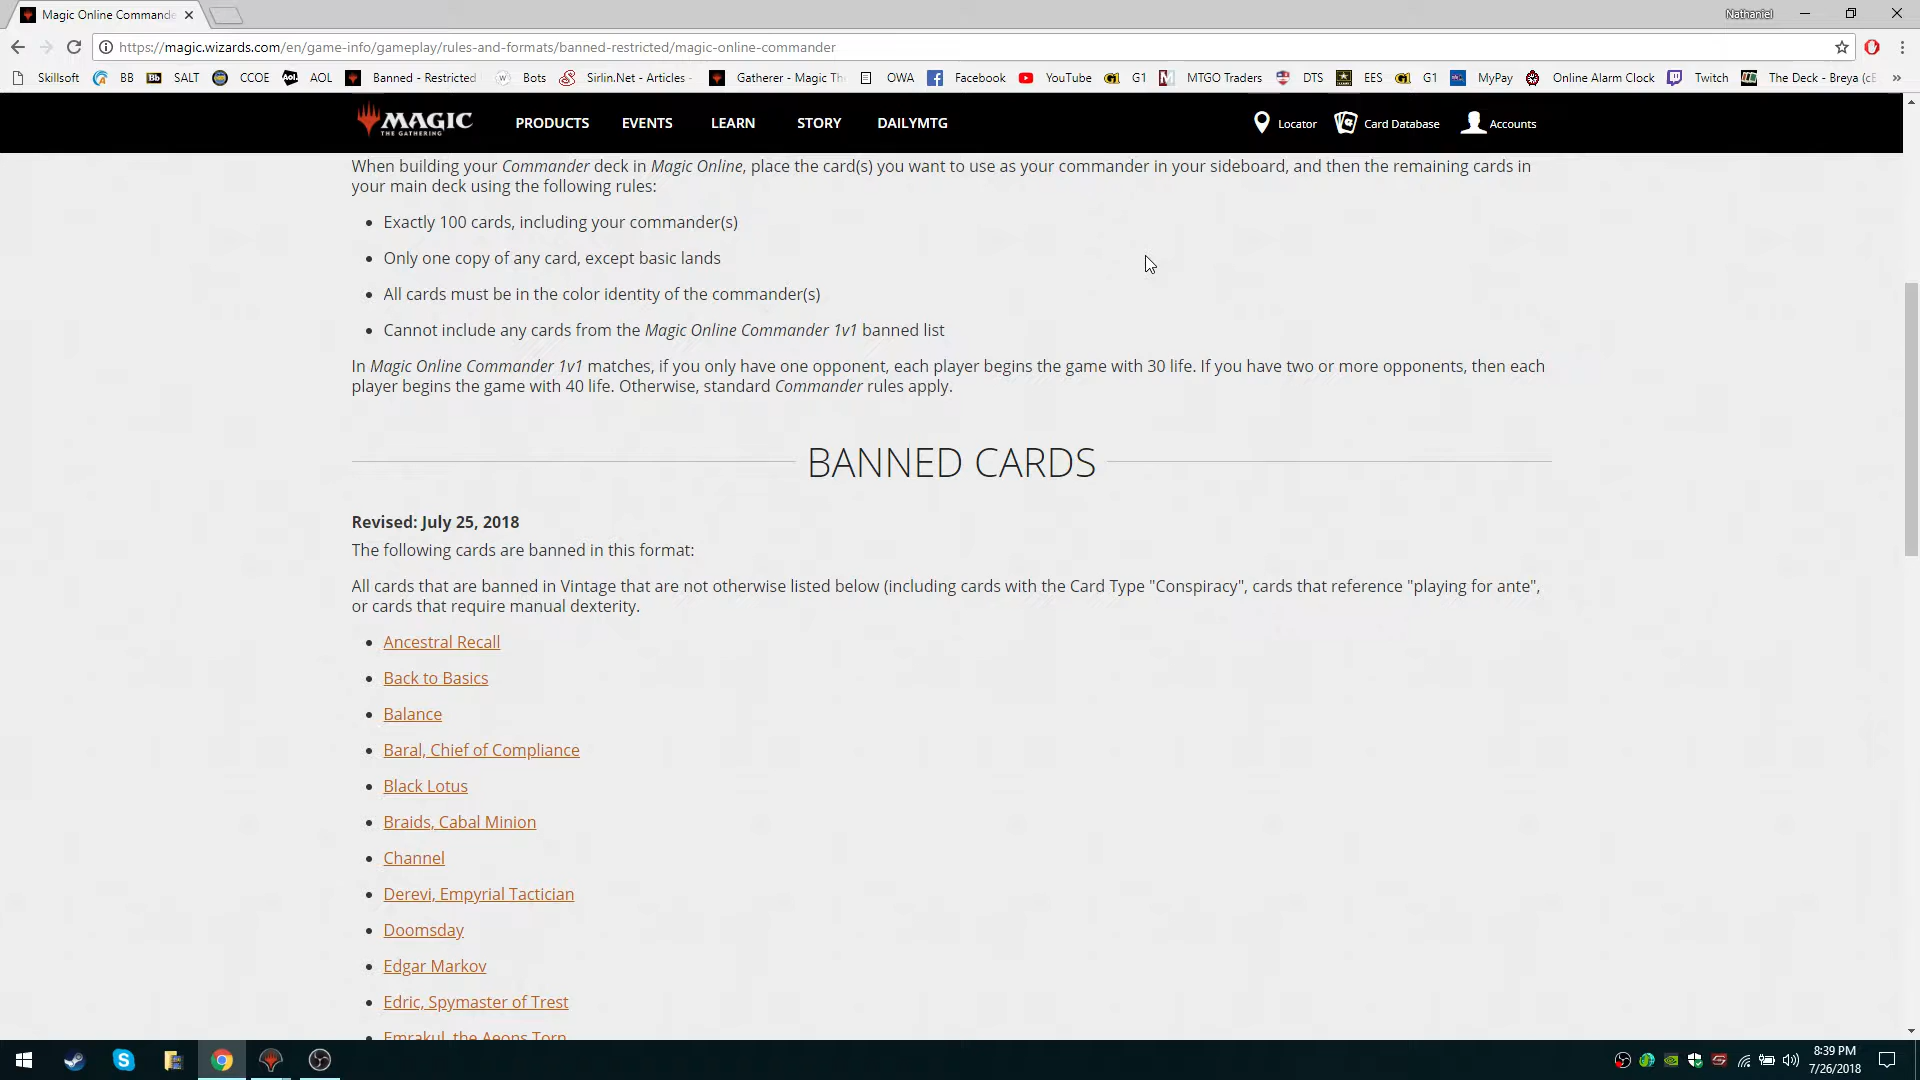 Magic Online Commande
Nathaniel
https://magic.wizards.com/en/game-info/gameplay/rules-and-formats/banned-restricted/magic-online-commander
Skillsoft BB Bb SALT CCOE Aol. AOL Banned - Restricted Bots Sirlin.Net - Articles - Gatherer - Magic Th OWA Facebook YouTube G1 G1 M MTGO Traders DTS EES G1 G1 MyPay Online Alarm Clock Twitch The Deck - Breya (cE »
MAGIC THE GATHERING PRODUCTS EVENTS LEARN STORY DAILYMTG Locator Card Database Accounts
When building your Commander deck in Magic Online, place the card(s) you want to use as your commander in your sideboard, and then the remaining cards in
your main deck using the following rules:
• Exactly 100 cards, including your commander(s)
• Only one copy of any card, except basic lands
• All cards must be in the color identity of the commander(s)
• Cannot include any cards from the Magic Online Commander 1v1 banned list
In Magic Online Commander 1v1 matches, if you only have one opponent, each player begins the game with 30 life. If you have two or more opponents, then each
player begins the game with 40 life. Otherwise, standard Commander rules apply.
BANNED CARDS
Revised: July 25, 2018
The following cards are banned in this format:
All cards that are banned in Vintage that are not otherwise listed below (including cards with the Card Type "Conspiracy", cards that reference "playing for ante",
or cards that require manual dexterity.
• Ancestral Recall
• Back to Basics
• Balance
• Baral, Chief of Compliance
• Black Lotus
• Braids, Cabal Minion
• Channel
• Derevi, Empyrial Tactician
• Doomsday
• Edgar Markov
• Edric, Spymaster of Trest
Emrakul, the Aeons Torn
8:39 PM
7/26/2018